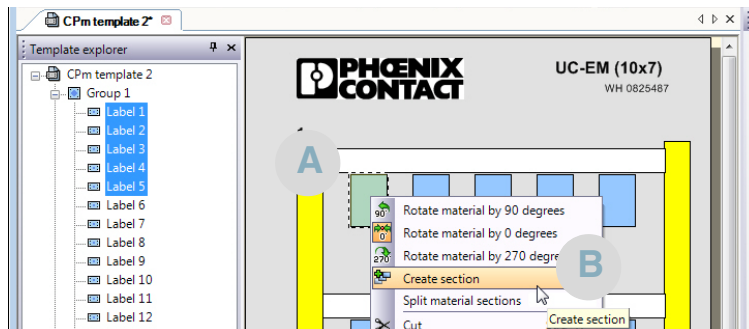 CPm template 2*
Template explorer
CPm template 2
Group 1
Label 1
Label 2
Label 3
Label 4
Label 5
Label 6
Label 7
Label 8
Label 9
Label 10
Label 11
Label 12
PHŒNIX
CONTACT
UC-EM (10x7)
WH 0825487
A
90° Rotate material by 90 degrees
0° Rotate material by 0 degrees
270 Rotate material by 270 degre
B
Create section
Split material sections
Create section
Cut